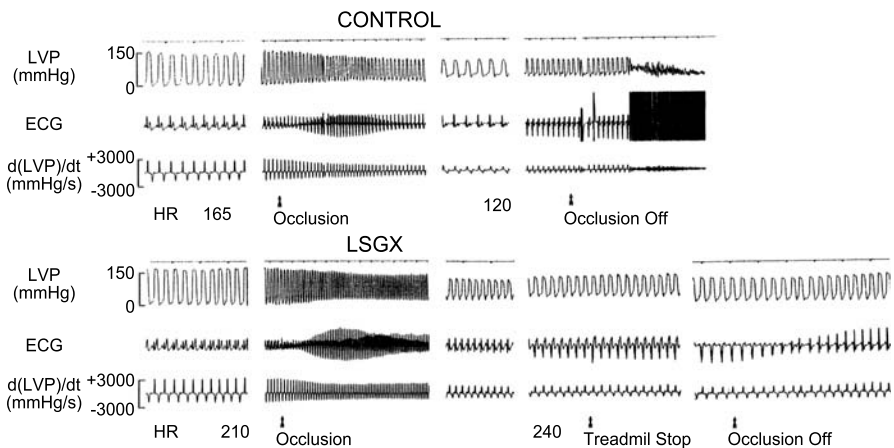 CONTROL
LVP
(mmHg)
150
0
ECG
d(LVP)/dt
(mmHg/s)
+3000
-3000
HR 165
Occlusion
120
Occlusion Off
LSGX
LVP
(mmHg)
150
0
ECG
d(LVP)/dt
(mmHg/s)
+3000
-3000
HR 210
Occlusion
240
Treadmil Stop
Occlusion Off